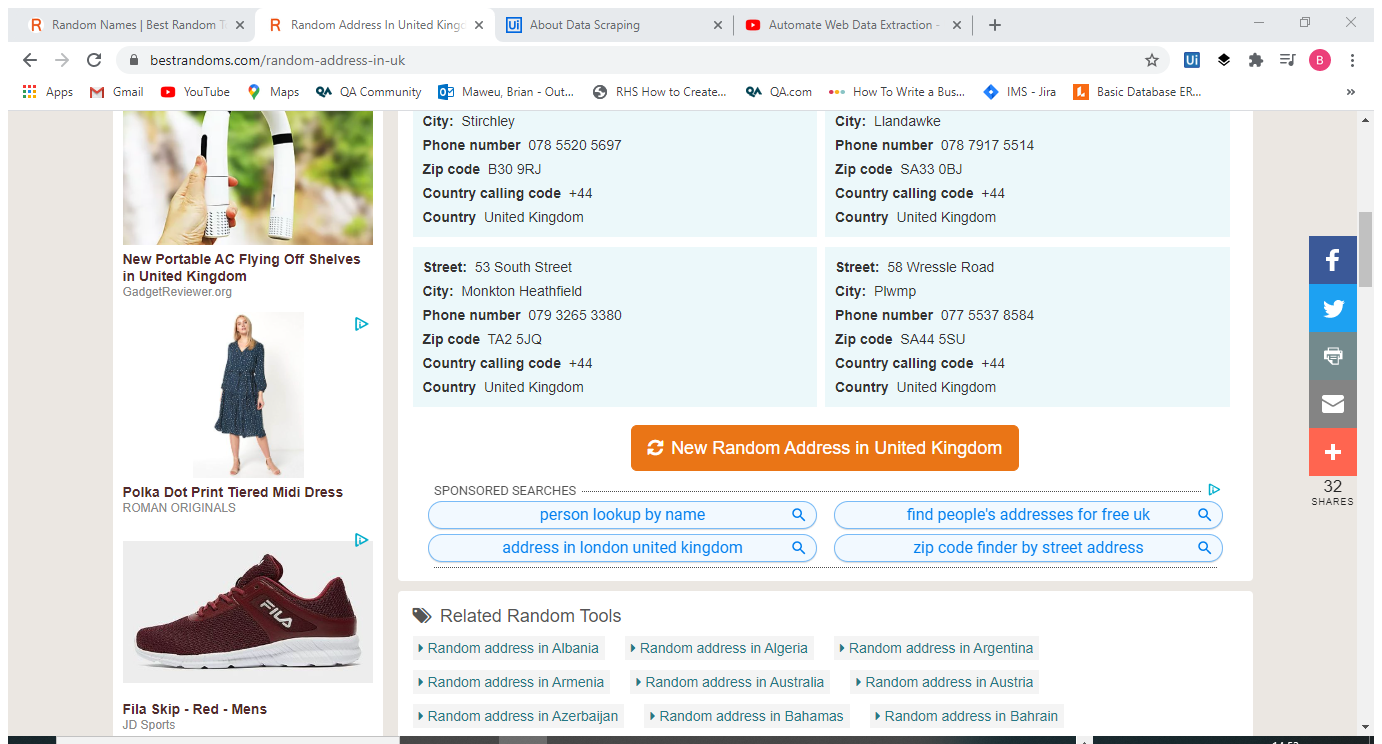 Random Names | Best Random T
Random Address In United King
About Data Scraping
Automate Web Data Extraction -
bestrandoms.com/random-address-in-uk
Ui
B
Apps
Gmail
YouTube
Maps
QA Community
Maweu, Brian - Out...
RHS How to Create...
QA.com
How To Write a Bus...
IMS - Jira
Basic Database ER...
New Portable AC Flying Off Shelves
in United Kingdom
GadgetReviewer.org
Polka Dot Print Tiered Midi Dress
ROMAN ORIGINALS
FILA
Fila Skip - Red - Mens
JD Sports
City: Stirchley
Phone number 078 5520 5697
Zip code B30 9RJ
Country calling code +44
Country United Kingdom
City: Llandawke
Phone number 078 7917 5514
Zip code SA33 0BJ
Country calling code +44
Country United Kingdom
Street: 53 South Street
City: Monkton Heathfield
Phone number 079 3265 3380
Zip code TA2 5JQ
Country calling code +44
Country United Kingdom
Street: 58 Wressle Road
City: Plwmp
Phone number 077 5537 8584
Zip code SA44 5SU
Country calling code +44
Country United Kingdom
New Random Address in United Kingdom
SPONSORED SEARCHES
person lookup by name
find people's addresses for free uk
address in london united kingdom
zip code finder by street address
Related Random Tools
Random address in Albania
Random address in Algeria
Random address in Argentina
Random address in Armenia
Random address in Australia
Random address in Austria
Random address in Azerbaijan
Random address in Bahamas
Random address in Bahrain
32
SHARES